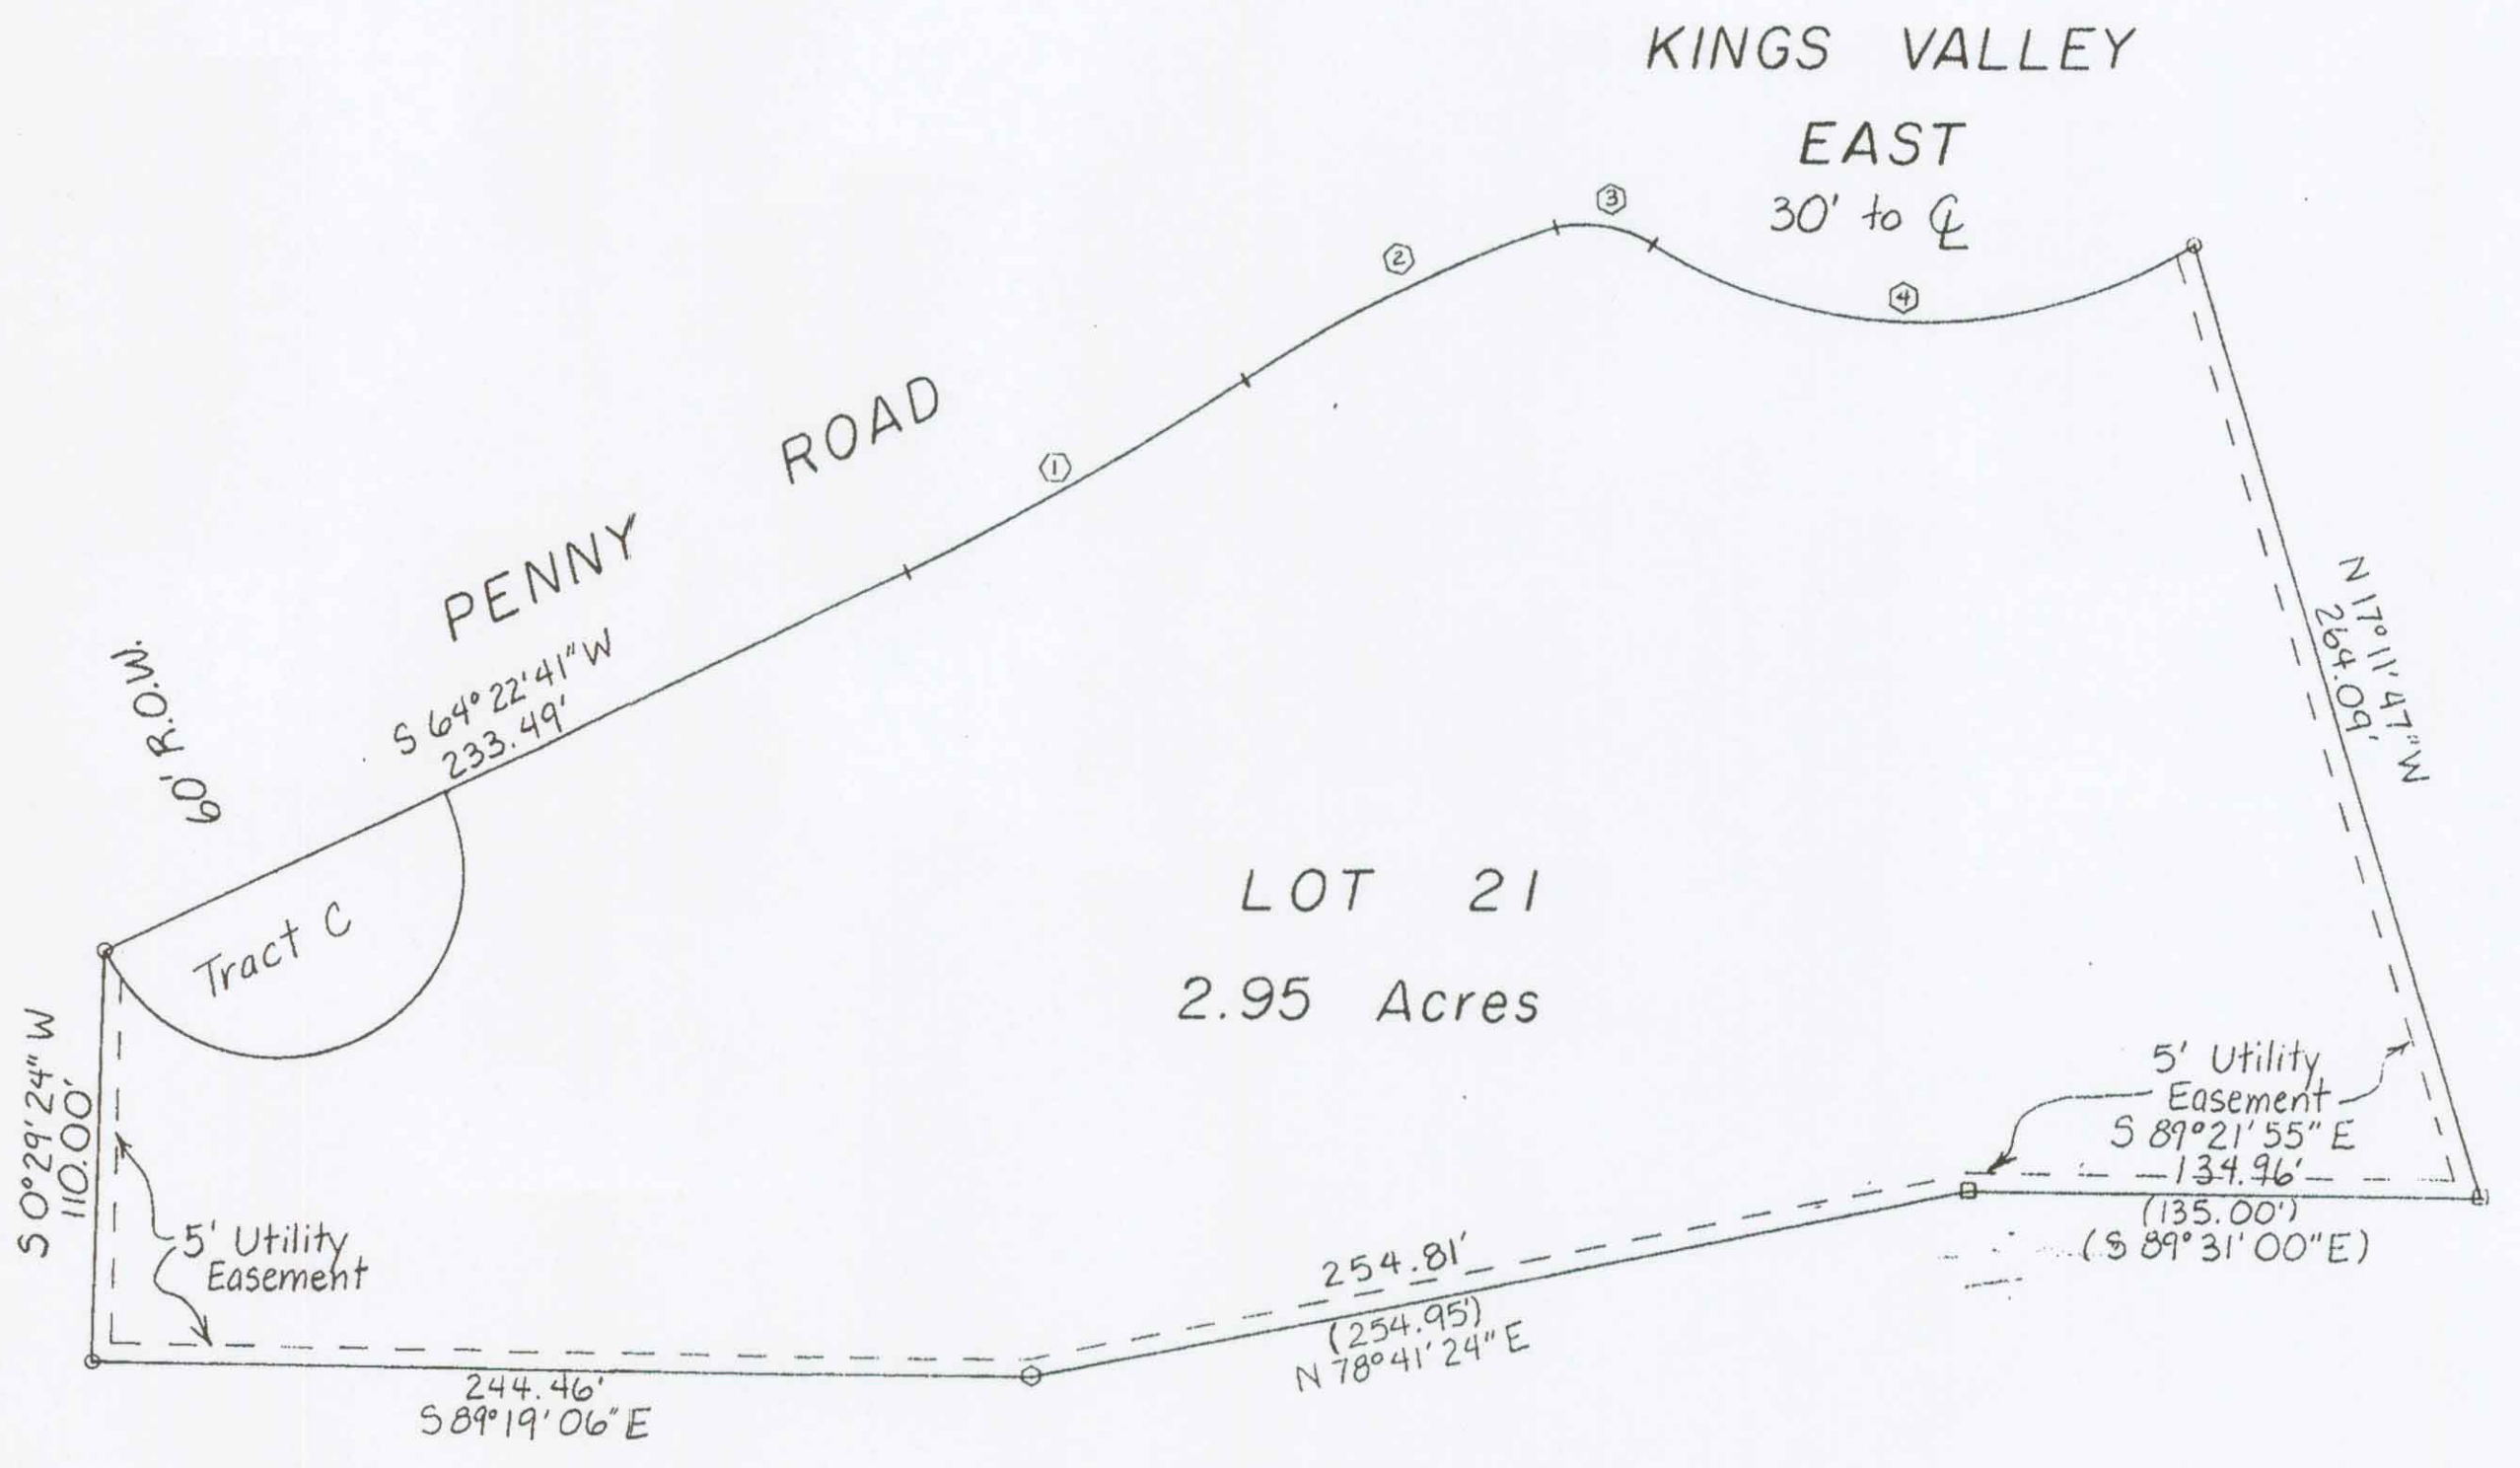 KINGS VALLEY
EAST
30' to ℄
③
②
④
①
PENNY ROAD
60' R.O.W.
S 64° 22' 41" W
233.49'
N 17° 11' 47" W
264.09'
Tract C
LOT 21
2.95 Acres
S 0° 29' 24" W
110.00'
5' Utility
Easement
5' Utility
Easement
S 89° 21' 55" E
134.96'
(135.00')
(S 89° 31' 00" E)
254.81'
(254.95')
N 78° 41' 24" E
244.46'
S 89° 19' 06" E